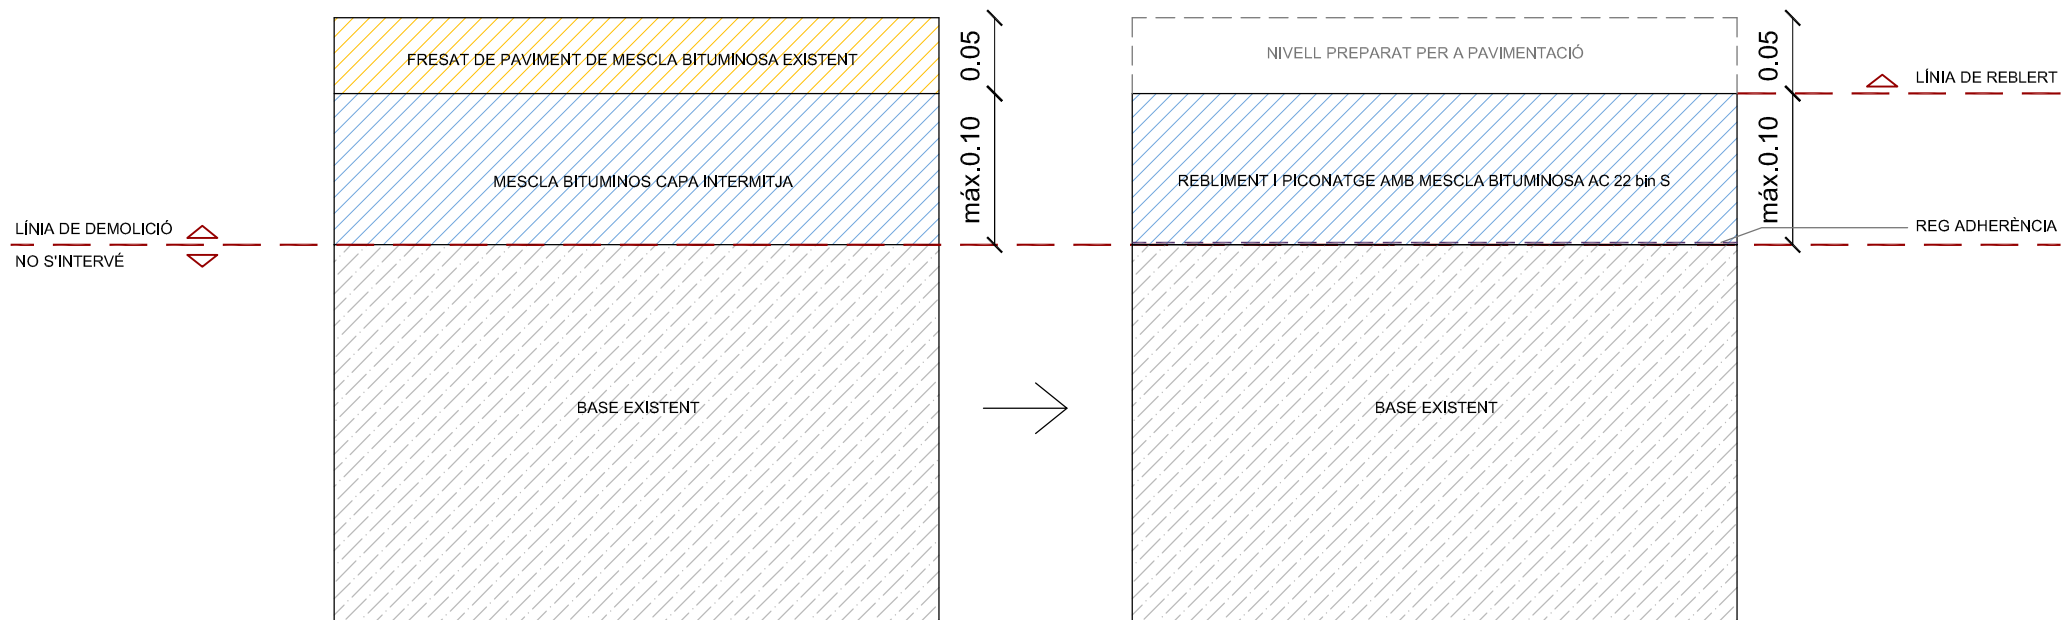 FRESAT DE PAVIMENT DE MESCLA BITUMINOSA EXISTENT
0.05
MESCLA BITUMINOS CAPA INTERMITJA
máx.0.10
LÍNIA DE DEMOLICIÓ
NO S'INTERVÉ
BASE EXISTENT
NIVELL PREPARAT PER A PAVIMENTACIÓ
0.05
LÍNIA DE REBLERT
REBLIMENT I PICONATGE AMB MESCLA BITUMINOSA AC 22 bin S
máx.0.10
REG ADHERÈNCIA
BASE EXISTENT